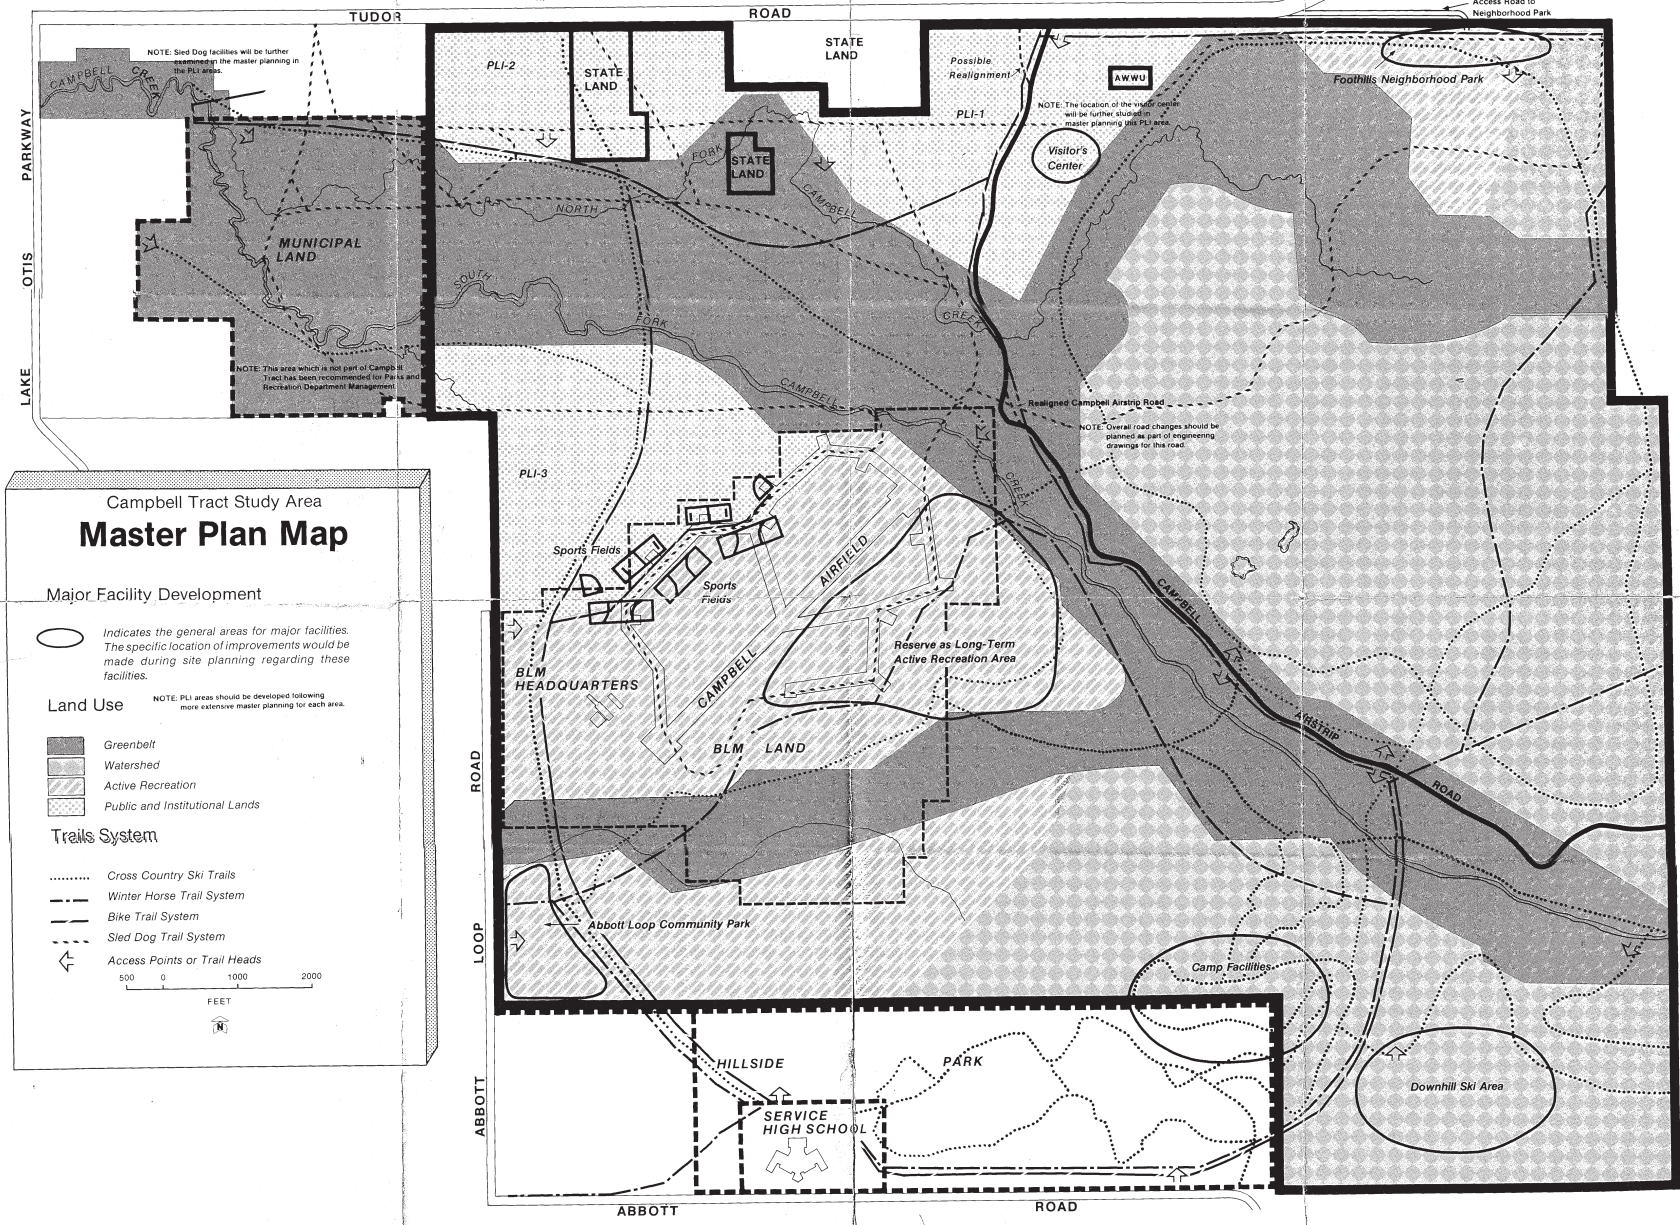 TUDOR
ROAD
Access Road to
Neighborhood Park
NOTE: Sled Dog facilities will be further
examined in the master planning in
the PLI areas.
CAMPBELL
CREEK
PLI-2
STATE
LAND
STATE
LAND
Possible
Realignment
PLI-1
A.W.W.U
NOTE: The location of the visitor center
will be further studied in
master planning this PLI area.
Visitor's
Center
Foothills Neighborhood Park
STATE
LAND
FORK
CAMPBELL
NORTH
CREEK
MUNICIPAL
LAND
SOUTH
FORK
CAMPBELL
CREEK
PARKWAY
OTIS
LAKE
NOTE: This area which is not part of Campbell
Tract has been recommended for Parks and
Recreation Department Management.
Realigned Campbell Airstrip Road
NOTE: Overall road changes should be
planned as part of engineering
drawings for this road.
PLI-3
Sports Fields
Sports
Fields
AIRFIELD
CAMPBELL
Reserve as Long-Term
Active Recreation Area
BLM
HEADQUARTERS
BLM LAND
CAMPBELL
AIRSTRIP
ROAD
ROAD
LOOP
ABBOTT
Abbott Loop Community Park
Camp Facilities
Downhill Ski Area
HILLSIDE
PARK
SERVICE
HIGH SCHOOL
ABBOTT
ROAD
Campbell Tract Study Area
Master Plan Map
Major Facility Development
Indicates the general areas for major facilities.
The specific location of improvements would be
made during site planning regarding these
facilities.
Land Use
NOTE: PLI areas should be developed following
more extensive master planning for each area.
Greenbelt
Watershed
Active Recreation
Public and Institutional Lands
Trails System
Cross Country Ski Trails
Winter Horse Trail System
Bike Trail System
Sled Dog Trail System
Access Points or Trail Heads
500 0 1000 2000
FEET
N